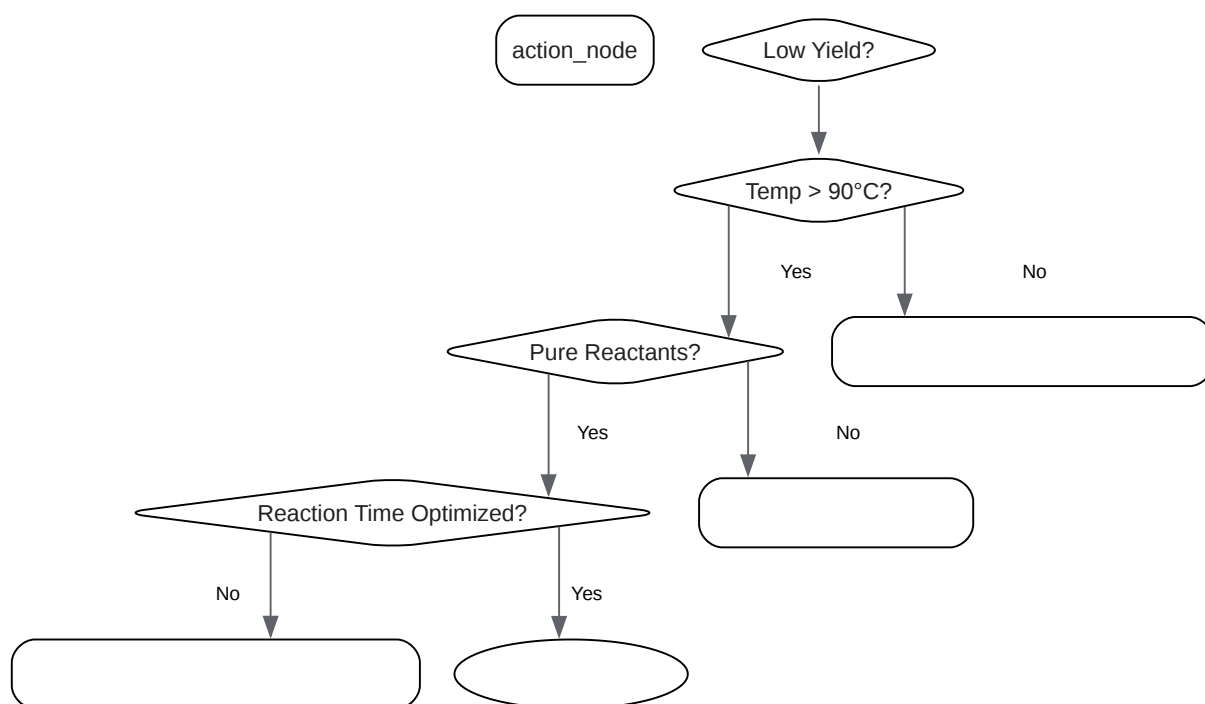 action_node
Low Yield?
Temp > 90°C?
Yes
No
Pure Reactants?
Yes
No
Reaction Time Optimized?
No
Yes